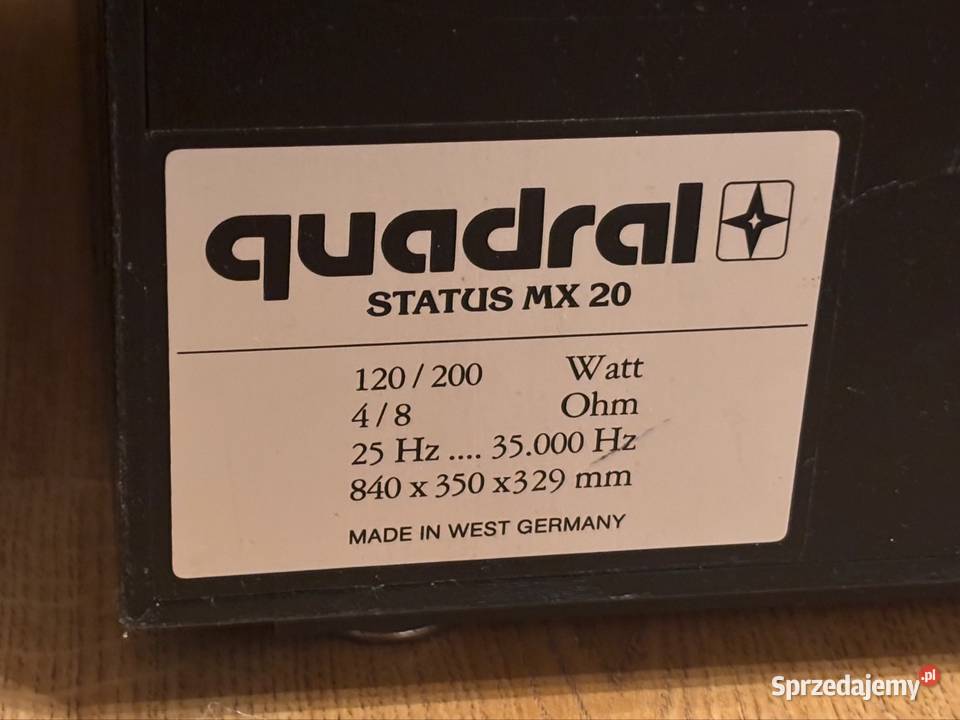 quadral
STATUS MX 20
120 / 200 Watt
4 / 8 Ohm
25 Hz .... 35.000 Hz
840 x 350 x 329 mm
MADE IN WEST GERMANY
Sprzedajemy.pl